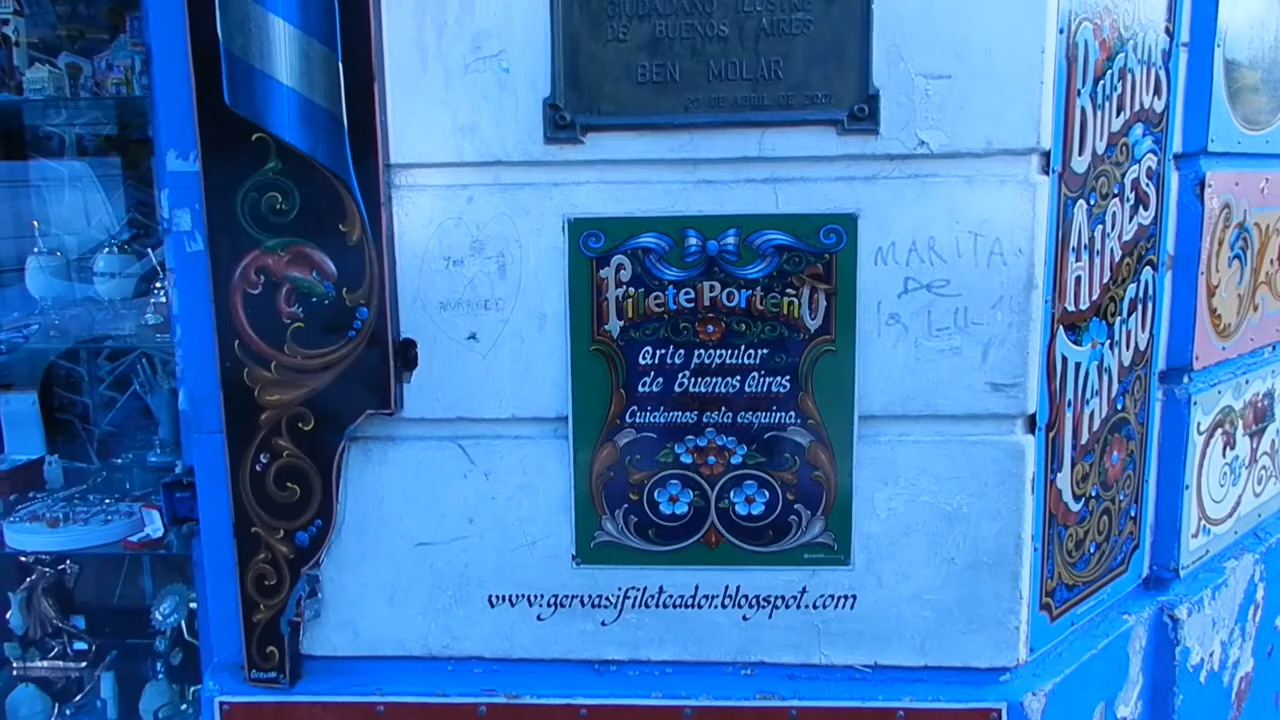 CIUDADANO ILUSTRE
DE BUENOS AIRES
BEN MOLAR
20 DE ABRIL DE 2001
Filete Porteño
Arte popular
de Buenos Aires
Cuidemos esta esquina.
www.gervasifileteador.blogspot.com
MARITA
De
BUENOS
AIRES
TANGO
GERVASI